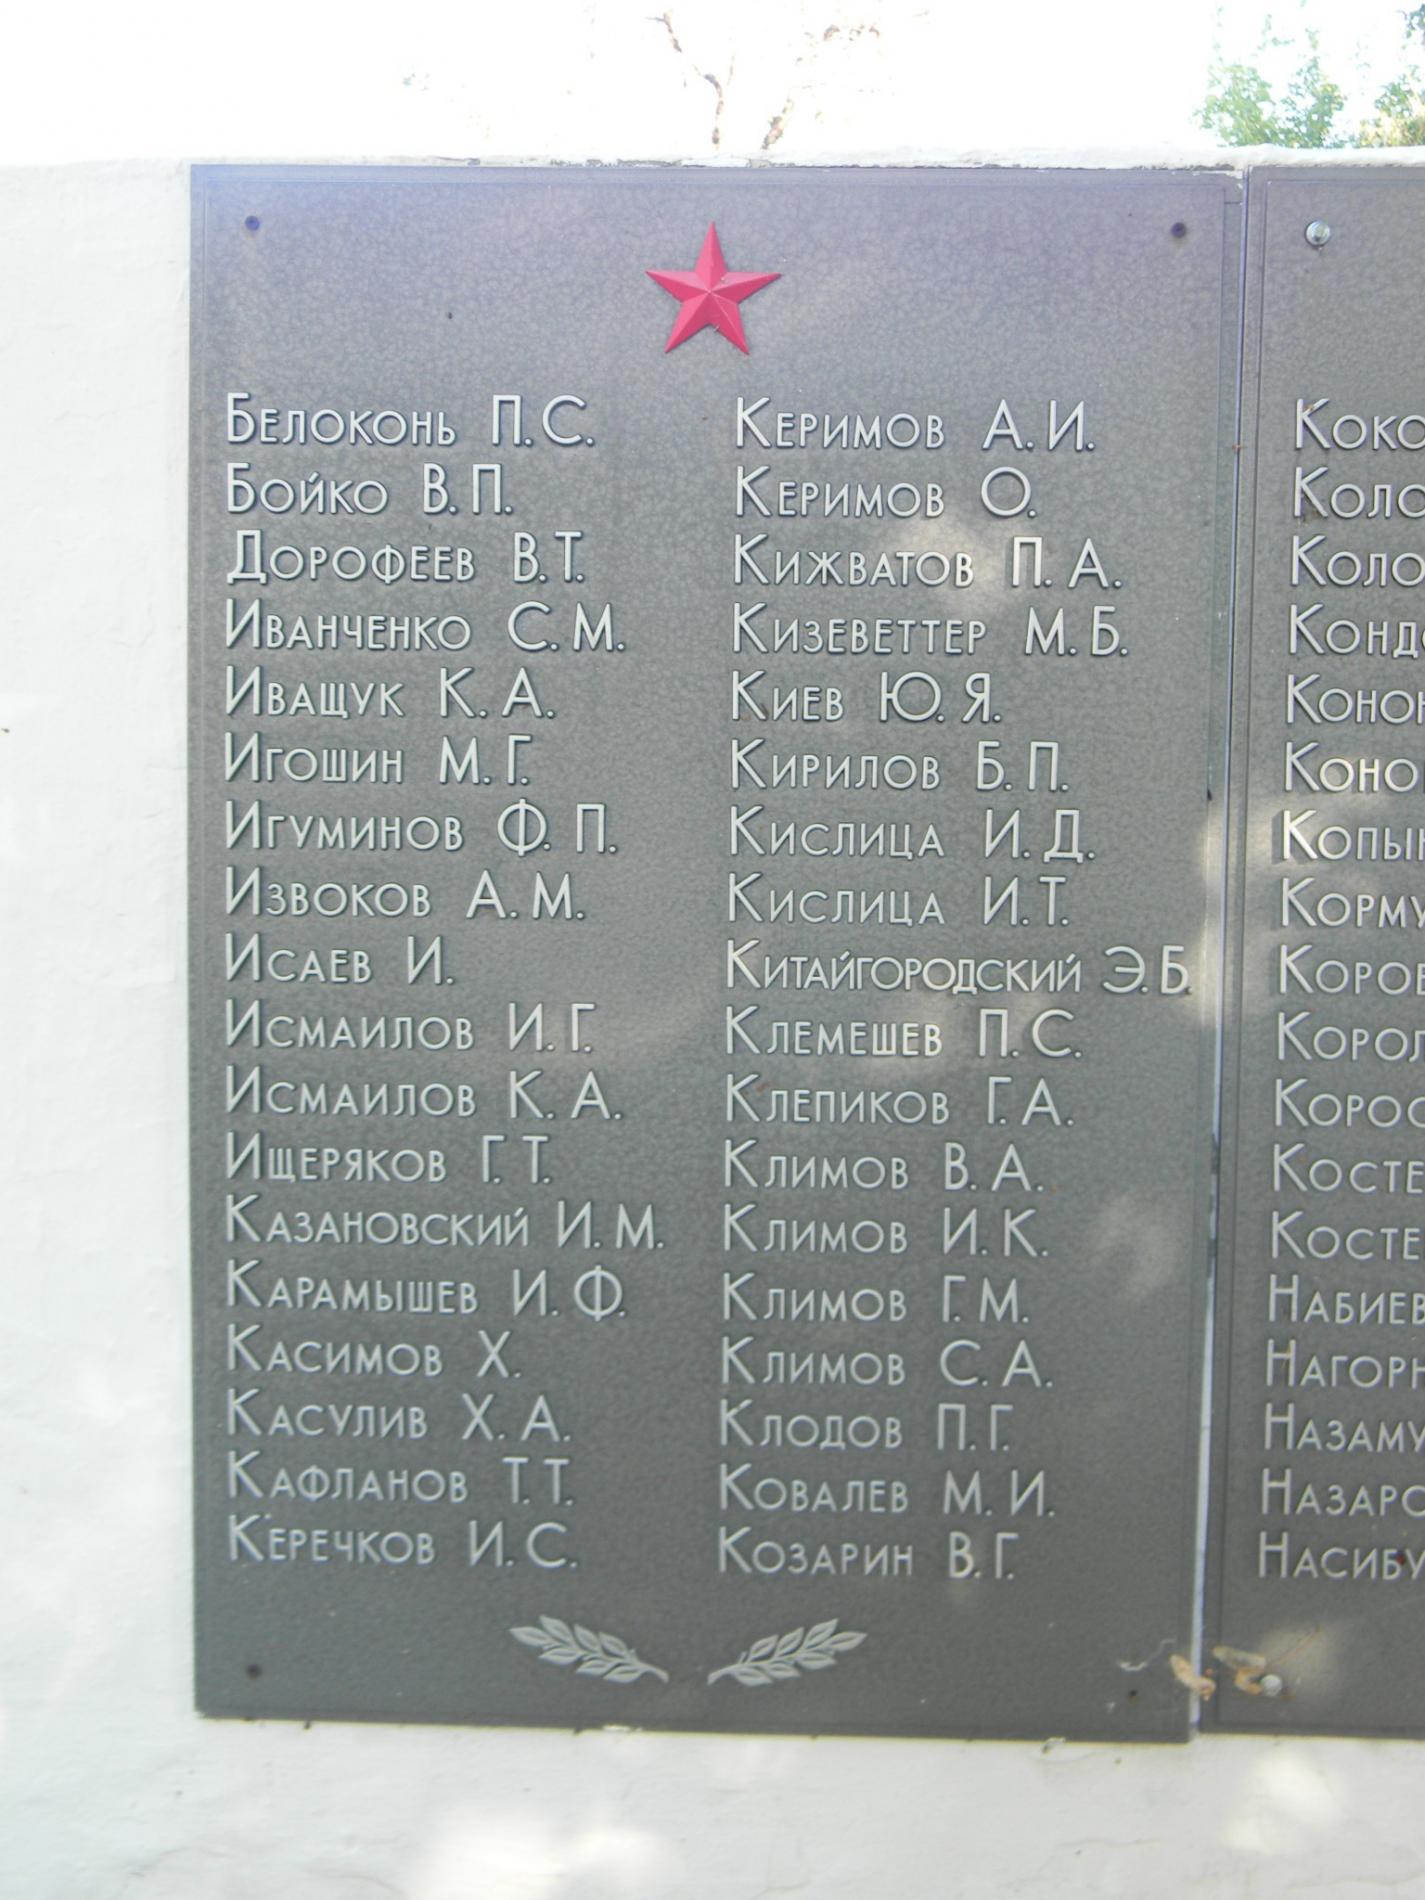 Белоконь П.С.
Бойко В.П.
Дорофеев В.Т.
Иванченко С.М.
Иващук К.А.
Игошин М.Г.
Игуминов Ф.П.
Извоков А.М.
Исаев И.
Исмаилов И.Г.
Исмаилов К.А.
Ищеряков Г.Т.
Казановский И.М.
Карамышев И.Ф.
Касимов Х.
Касулив Х.А.
Кафланов Т.Т.
Керечков И.С.
Керимов А.И.
Керимов О.
Кижватов П.А.
Кизеветтер М.Б.
Киев Ю.Я.
Кирилов Б.П.
Кислица И.Д.
Кислица И.Т.
Китайгородский Э.Б.
Клемешев П.С.
Клепиков Г.А.
Климов В.А.
Климов И.К.
Климов Г.М.
Климов С.А.
Клодов П.Г.
Ковалев М.И.
Козарин В.Г.